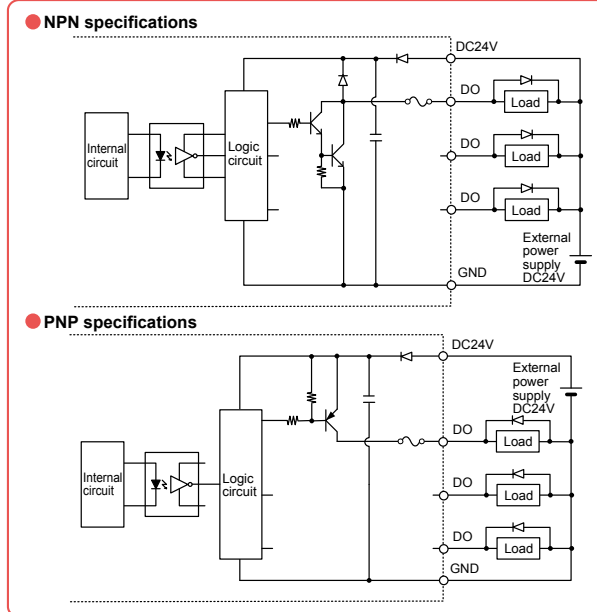 NPN specifications
DC24V
DO
Load
Internal
circuit
Logic
circuit
DO
Load
DO
Load
External
power
supply
DC24V
GND
PNP specifications
DC24V
External
power
supply
DC24V
DO
Load
Internal
circuit
Logic
circuit
DO
Load
DO
Load
GND